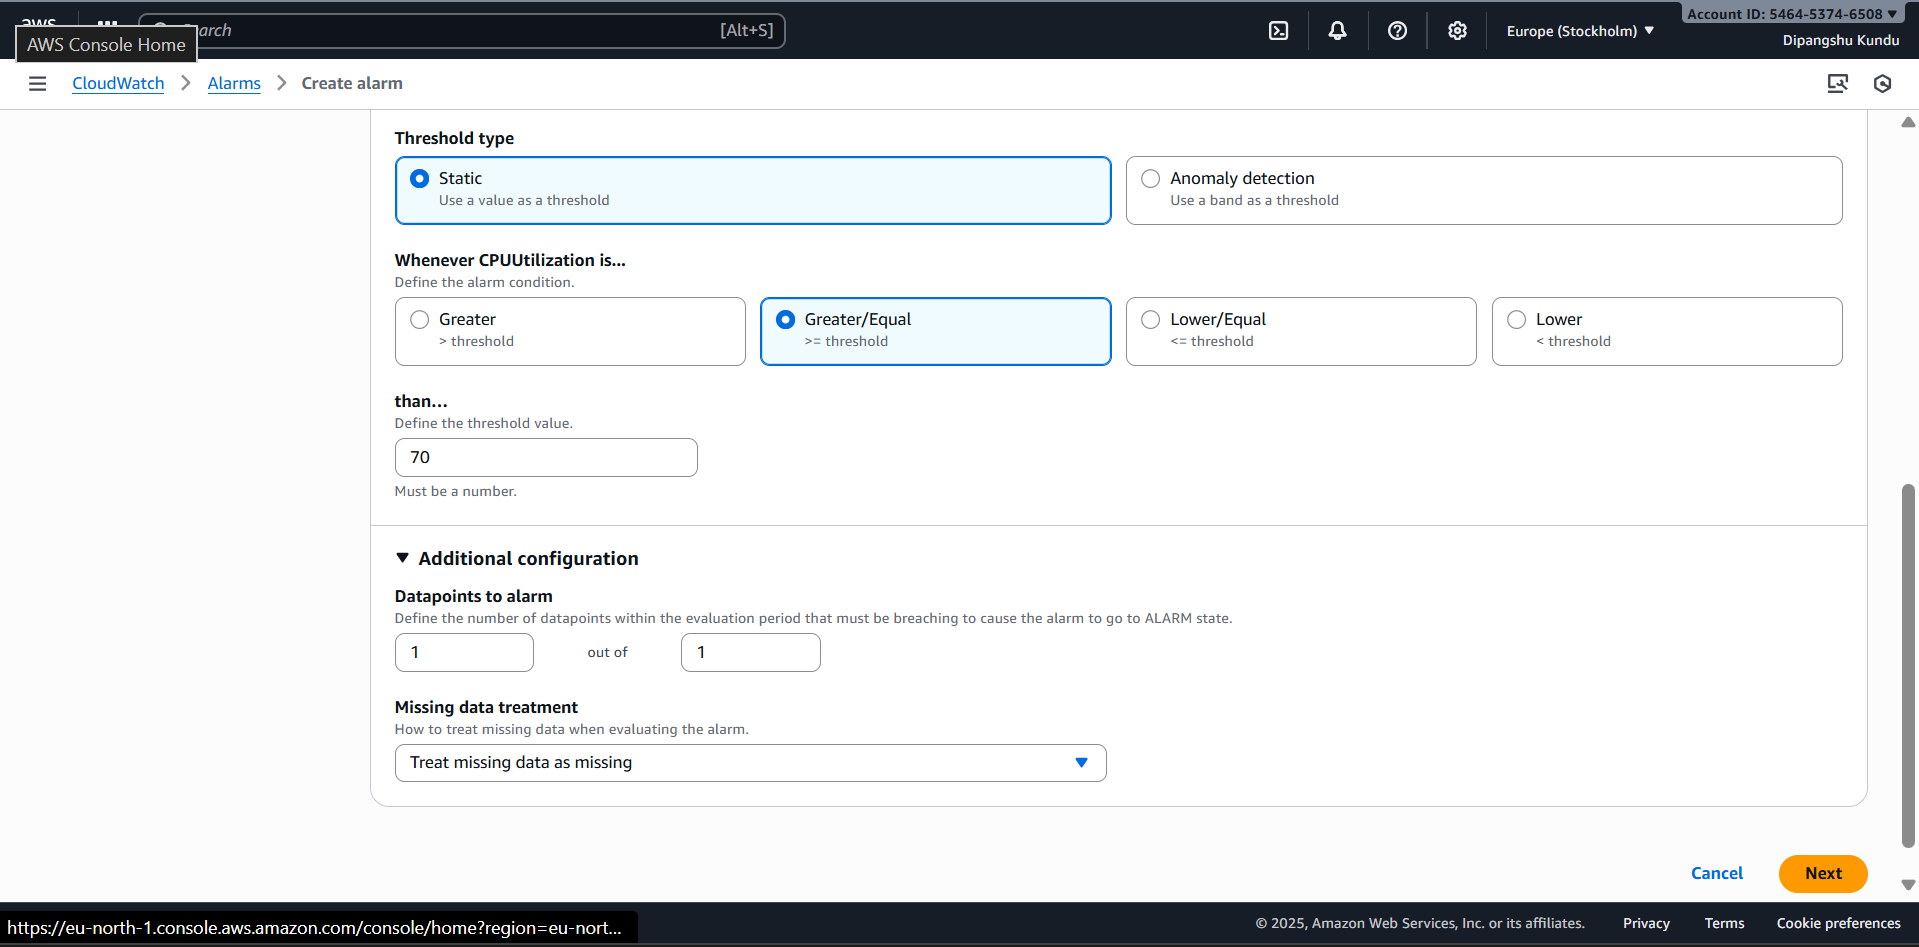 aws
arch
[Alt+S]
Europe (Stockholm)
Account ID: 5464-5374-6508
Dipangshu Kundu
AWS Console Home
CloudWatch
Alarms
Create alarm
Threshold type
Static
Use a value as a threshold
Anomaly detection
Use a band as a threshold
Whenever CPUUtilization is...
Define the alarm condition.
Greater
> threshold
Greater/Equal
>= threshold
Lower/Equal
<= threshold
Lower
< threshold
than...
Define the threshold value.
70
Must be a number.
Additional configuration
Datapoints to alarm
Define the number of datapoints within the evaluation period that must be breaching to cause the alarm to go to ALARM state.
1 out of 1
Missing data treatment
How to treat missing data when evaluating the alarm.
Treat missing data as missing
Cancel
Next
https://eu-north-1.console.aws.amazon.com/console/home?region=eu-nort...
© 2025, Amazon Web Services, Inc. or its affiliates.
Privacy
Terms
Cookie preferences